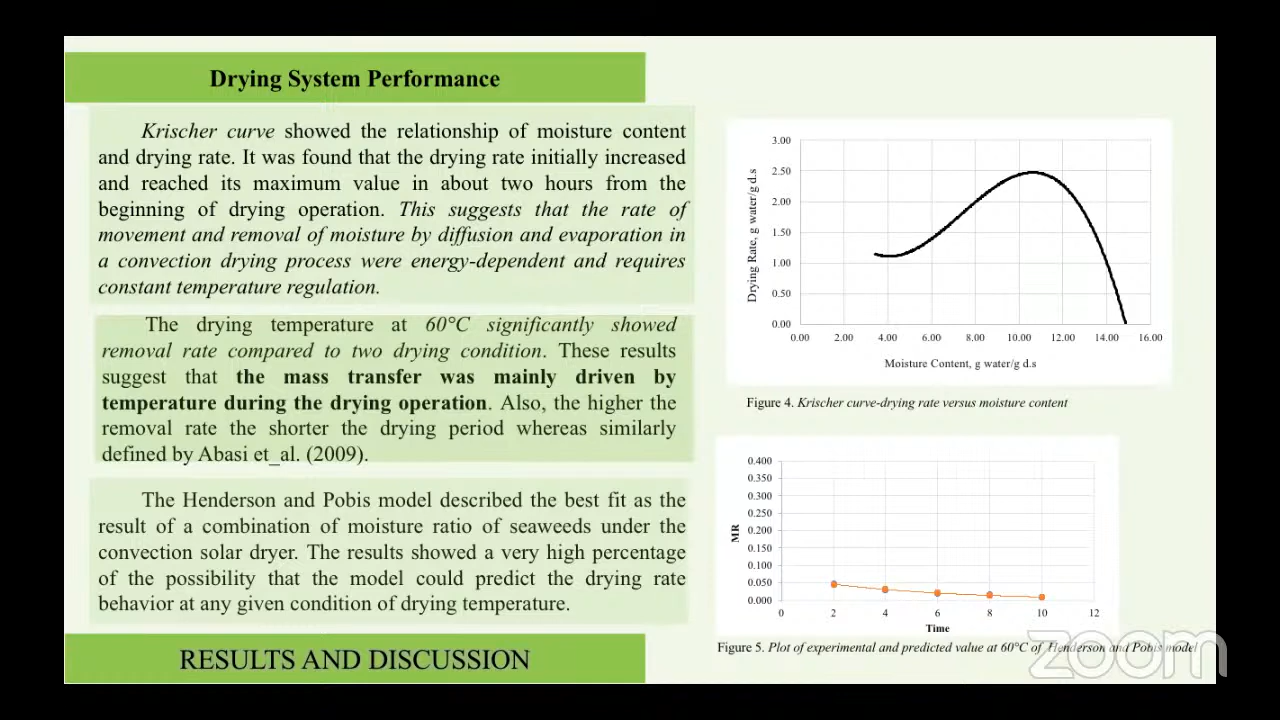 Drying System Performance
Krischer curve showed the relationship of moisture content
and drying rate. It was found that the drying rate initially increased
and reached its maximum value in about two hours from the
beginning of drying operation. This suggests that the rate of
movement and removal of moisture by diffusion and evaporation in
a convection drying process were energy-dependent and requires
constant temperature regulation.
The drying temperature at 60°C significantly showed
removal rate compared to two drying condition. These results
suggest that the mass transfer was mainly driven by
temperature during the drying operation. Also, the higher the
removal rate the shorter the drying period whereas similarly
defined by Abasi et_al. (2009).
The Henderson and Pobis model described the best fit as the
result of a combination of moisture ratio of seaweeds under the
convection solar dryer. The results showed a very high percentage
of the possibility that the model could predict the drying rate
behavior at any given condition of drying temperature.
RESULTS AND DISCUSSION
3.00
2.50
2.00
1.50
1.00
0.50
0.00
Drying Rate, g water/g d.s
0.00 2.00 4.00 6.00 8.00 10.00 12.00 14.00 16.00
Moisture Content, g water/g d.s
Figure 4. Krischer curve-drying rate versus moisture content
0.400
0.350
0.300
0.250
0.200
0.150
0.100
0.050
0.000
MR
0 2 4 6 8 10 12
Time
Figure 5. Plot of experimental and predicted value at 60°C of Henderson and Pobis model
zoom